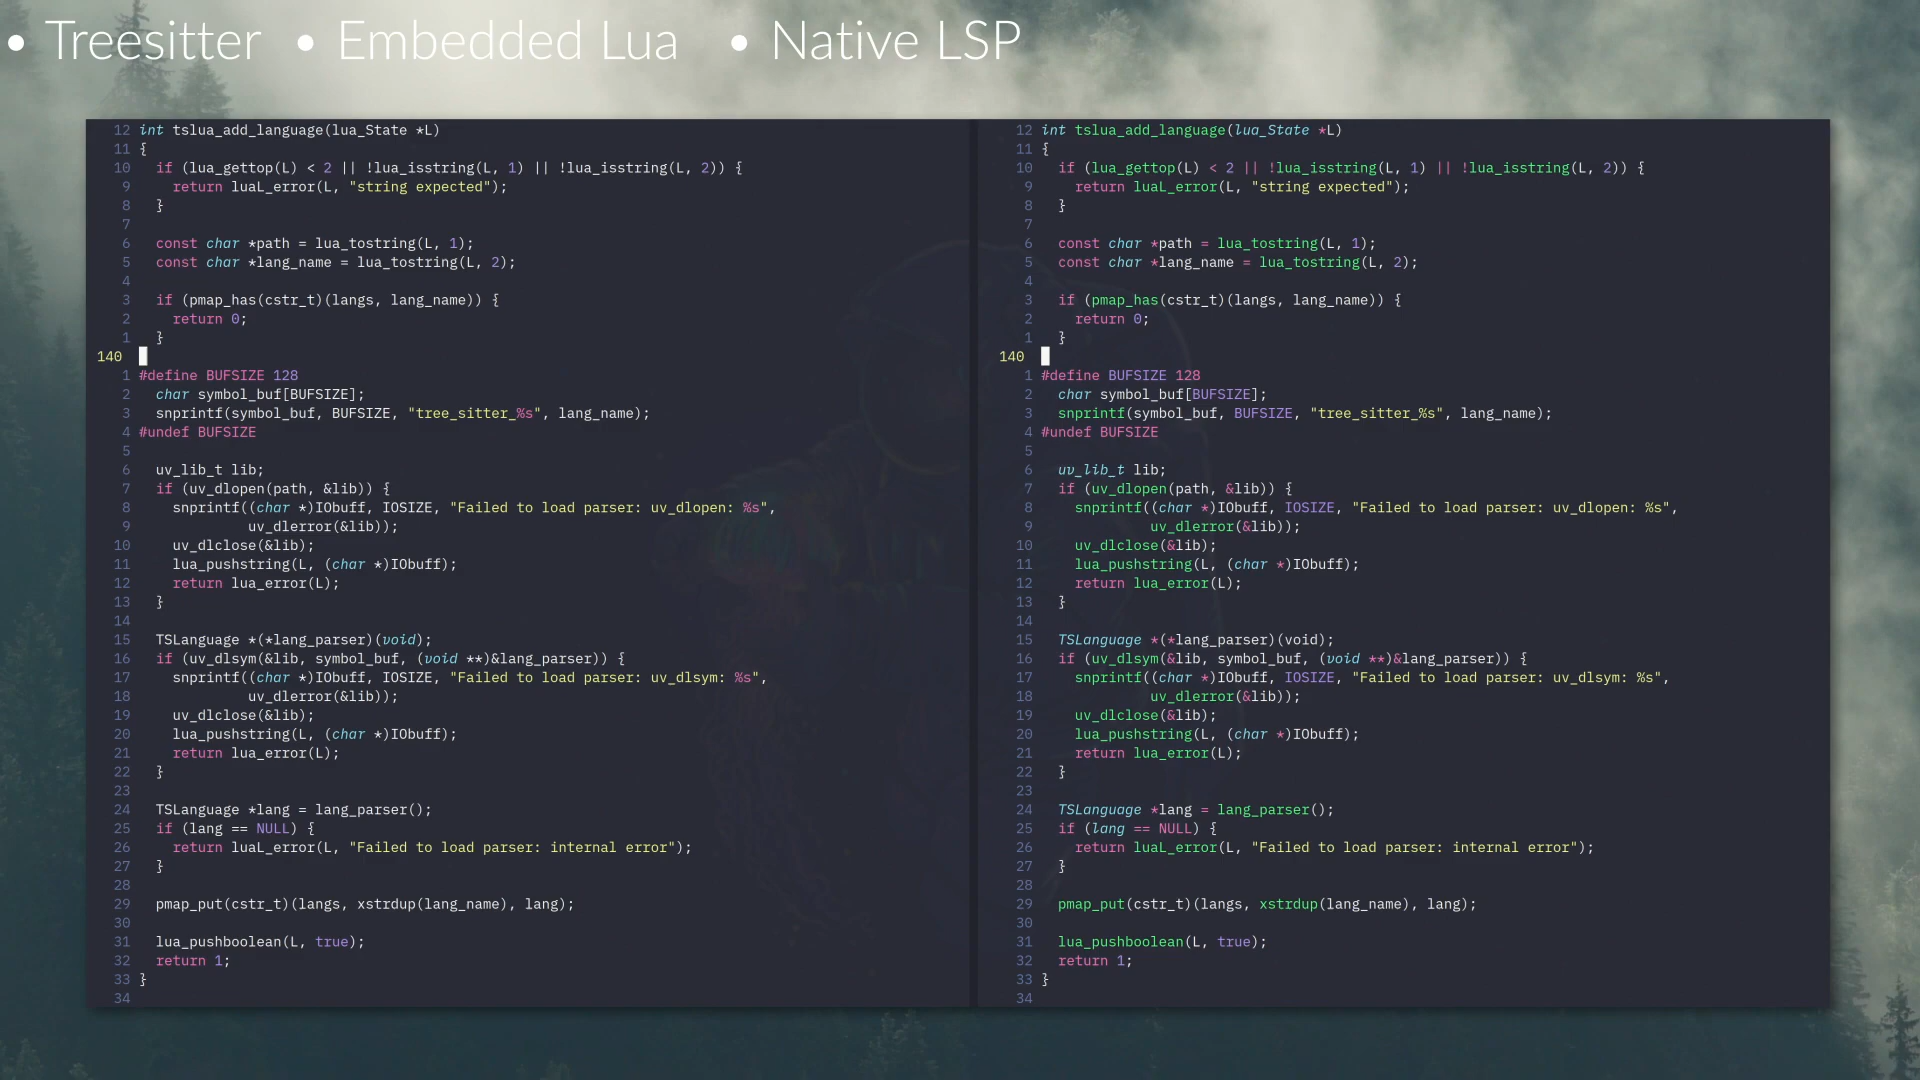 • Treesitter • Embedded Lua • Native LSP
12 int tslua_add_language(lua_State *L)
11 {
10   if (lua_gettop(L) < 2 || !lua_isstring(L, 1) || !lua_isstring(L, 2)) {
9     return luaL_error(L, "string expected");
8   }
7
6   const char *path = lua_tostring(L, 1);
5   const char *lang_name = lua_tostring(L, 2);
4
3   if (pmap_has(cstr_t)(langs, lang_name)) {
2     return 0;
1   }
140
1 #define BUFSIZE 128
2   char symbol_buf[BUFSIZE];
3   snprintf(symbol_buf, BUFSIZE, "tree_sitter_%s", lang_name);
4 #undef BUFSIZE
5
6   uv_lib_t lib;
7   if (uv_dlopen(path, &lib)) {
8     snprintf((char *)IObuff, IOSIZE, "Failed to load parser: uv_dlopen: %s",
9              uv_dlerror(&lib));
10     uv_dlclose(&lib);
11     lua_pushstring(L, (char *)IObuff);
12     return lua_error(L);
13   }
14
15   TSLanguage *(*lang_parser)(void);
16   if (uv_dlsym(&lib, symbol_buf, (void **)&lang_parser)) {
17     snprintf((char *)IObuff, IOSIZE, "Failed to load parser: uv_dlsym: %s",
18              uv_dlerror(&lib));
19     uv_dlclose(&lib);
20     lua_pushstring(L, (char *)IObuff);
21     return lua_error(L);
22   }
23
24   TSLanguage *lang = lang_parser();
25   if (lang == NULL) {
26     return luaL_error(L, "Failed to load parser: internal error");
27   }
28
29   pmap_put(cstr_t)(langs, xstrdup(lang_name), lang);
30
31   lua_pushboolean(L, true);
32   return 1;
33 }
34
12 int tslua_add_language(lua_State *L)
11 {
10   if (lua_gettop(L) < 2 || !lua_isstring(L, 1) || !lua_isstring(L, 2)) {
9     return luaL_error(L, "string expected");
8   }
7
6   const char *path = lua_tostring(L, 1);
5   const char *lang_name = lua_tostring(L, 2);
4
3   if (pmap_has(cstr_t)(langs, lang_name)) {
2     return 0;
1   }
140
1 #define BUFSIZE 128
2   char symbol_buf[BUFSIZE];
3   snprintf(symbol_buf, BUFSIZE, "tree_sitter_%s", lang_name);
4 #undef BUFSIZE
5
6   uv_lib_t lib;
7   if (uv_dlopen(path, &lib)) {
8     snprintf((char *)IObuff, IOSIZE, "Failed to load parser: uv_dlopen: %s",
9              uv_dlerror(&lib));
10     uv_dlclose(&lib);
11     lua_pushstring(L, (char *)IObuff);
12     return lua_error(L);
13   }
14
15   TSLanguage *(*lang_parser)(void);
16   if (uv_dlsym(&lib, symbol_buf, (void **)&lang_parser)) {
17     snprintf((char *)IObuff, IOSIZE, "Failed to load parser: uv_dlsym: %s",
18              uv_dlerror(&lib));
19     uv_dlclose(&lib);
20     lua_pushstring(L, (char *)IObuff);
21     return lua_error(L);
22   }
23
24   TSLanguage *lang = lang_parser();
25   if (lang == NULL) {
26     return luaL_error(L, "Failed to load parser: internal error");
27   }
28
29   pmap_put(cstr_t)(langs, xstrdup(lang_name), lang);
30
31   lua_pushboolean(L, true);
32   return 1;
33 }
34